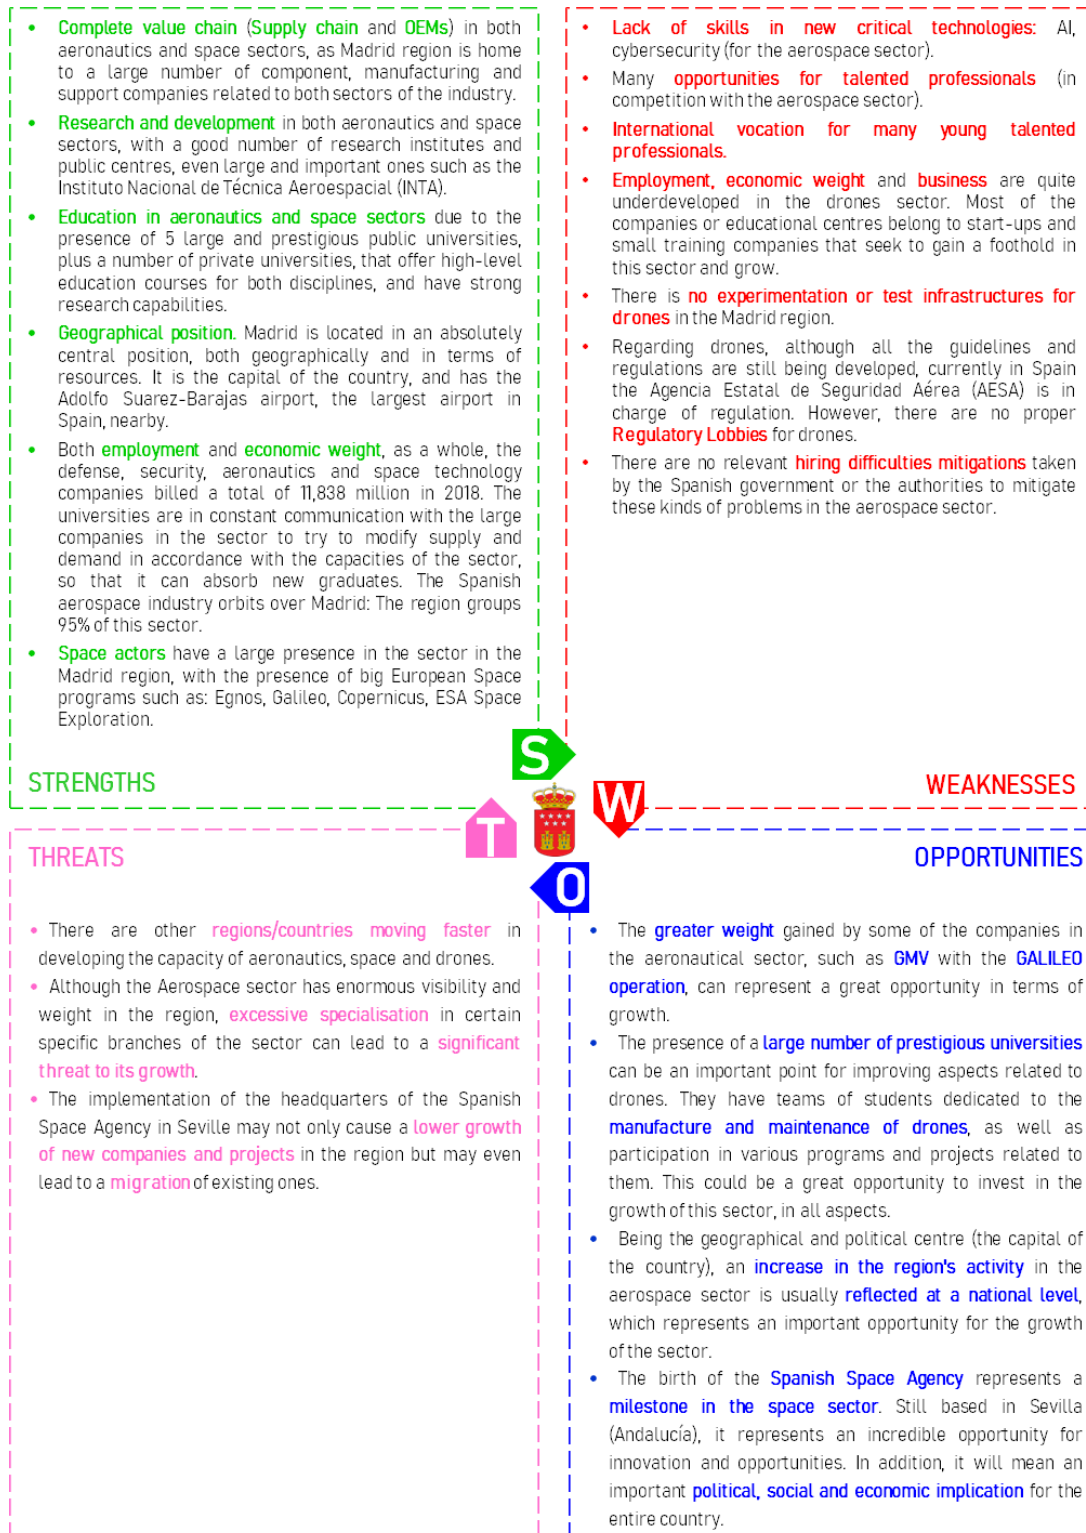 • Complete value chain (Supply chain and OEMs) in both
aeronautics and space sectors, as Madrid region is home
to a large number of component, manufacturing and
support companies related to both sectors of the industry.
• Research and development in both aeronautics and space
sectors, with a good number of research institutes and
public centres, even large and important ones such as the
Instituto Nacional de Técnica Aeroespacial (INTA).
• Education in aeronautics and space sectors due to the
presence of 5 large and prestigious public universities,
plus a number of private universities, that offer high-level
education courses for both disciplines, and have strong
research capabilities.
• Geographical position. Madrid is located in an absolutely
central position, both geographically and in terms of
resources. It is the capital of the country, and has the
Adolfo Suarez-Barajas airport, the largest airport in
Spain, nearby.
• Both employment and economic weight, as a whole, the
defense, security, aeronautics and space technology
companies billed a total of 11,838 million in 2018. The
universities are in constant communication with the large
companies in the sector to try to modify supply and
demand in accordance with the capacities of the sector,
so that it can absorb new graduates. The Spanish
aerospace industry orbits over Madrid: The region groups
95% of this sector.
• Space actors have a large presence in the sector in the
Madrid region, with the presence of big European Space
programs such as: Egnos, Galileo, Copernicus, ESA Space
Exploration.
STRENGTHS
• Lack of skills in new critical technologies: AI,
cybersecurity (for the aerospace sector).
• Many opportunities for talented professionals (in
competition with the aerospace sector).
• International vocation for many young talented
professionals.
• Employment, economic weight and business are quite
underdeveloped in the drones sector. Most of the
companies or educational centres belong to start-ups and
small training companies that seek to gain a foothold in
this sector and grow.
• There is no experimentation or test infrastructures for
drones in the Madrid region.
• Regarding drones, although all the guidelines and
regulations are still being developed, currently in Spain
the Agencia Estatal de Seguridad Aérea (AESA) is in
charge of regulation. However, there are no proper
Regulatory Lobbies for drones.
• There are no relevant hiring difficulties mitigations taken
by the Spanish government or the authorities to mitigate
these kinds of problems in the aerospace sector.
WEAKNESSES
S
W
T
O
THREATS
• There are other regions/countries moving faster in
developing the capacity of aeronautics, space and drones.
• Although the Aerospace sector has enormous visibility and
weight in the region, excessive specialisation in certain
specific branches of the sector can lead to a significant
threat to its growth.
• The implementation of the headquarters of the Spanish
Space Agency in Seville may not only cause a lower growth
of new companies and projects in the region but may even
lead to a migration of existing ones.
OPPORTUNITIES
• The greater weight gained by some of the companies in
the aeronautical sector, such as GMV with the GALILEO
operation, can represent a great opportunity in terms of
growth.
• The presence of a large number of prestigious universities
can be an important point for improving aspects related to
drones. They have teams of students dedicated to the
manufacture and maintenance of drones, as well as
participation in various programs and projects related to
them. This could be a great opportunity to invest in the
growth of this sector, in all aspects.
• Being the geographical and political centre (the capital of
the country), an increase in the region's activity in the
aerospace sector is usually reflected at a national level,
which represents an important opportunity for the growth
of the sector.
• The birth of the Spanish Space Agency represents a
milestone in the space sector. Still based in Sevilla
(Andalucía), it represents an incredible opportunity for
innovation and opportunities. In addition, it will mean an
important political, social and economic implication for the
entire country.